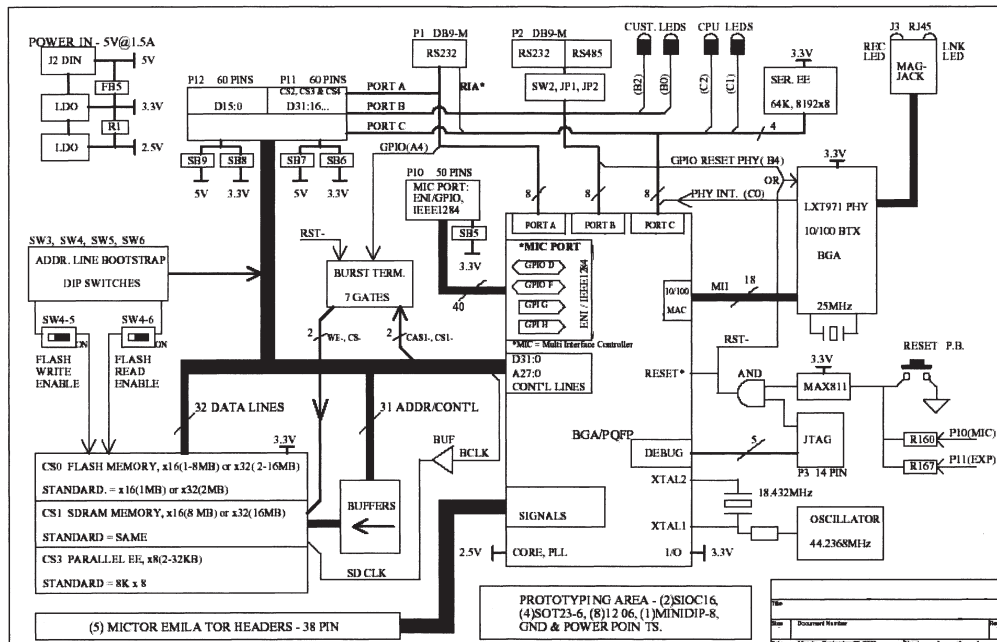 POWER IN - 5V@1.5A
J2 DIN
5V
FB5
LDO
3.3V
R1
LDO
2.5V
P12 60 PINS
P11 60 PINS
CS2, CS3 & CS4
D15:0
D31:16...
PORT A
PORT B
PORT C
SB9
SB8
SB7
SB6
5V
3.3V
5V
3.3V
P1 DB9-M
RS232
RIA*
P2 DB9-M
RS232
RS485
SW2, JP1, JP2
CUST. LEDS
CPU LEDS
(B2)
(B0)
(C2)
(C1)
3.3V
SER. EE
64K, 8192x8
4
J3 RJ45
REC
LED
LNK
LED
MAG-
JACK
GPIO(A4)
P10 50 PINS
MIC PORT:
ENI/GPIO,
IEEE1284
SB5
3.3V
40
8
8
8
GPIO RESET PHY( B4)
OR
PHY INT. (C0)
3.3V
LXT971 PHY
10/100 BTX
BGA
25MHz
SW3, SW4, SW5, SW6
ADDR. LINE BOOTSTRAP
DIP SWITCHES
SW4-5
ON
SW4-6
ON
FLASH
WRITE
ENABLE
FLASH
READ
ENABLE
RST-
BURST TERM.
7 GATES
2
WE-, CS-
2
CAS1-, CS1-
PORT A
PORT B
PORT C
*MIC PORT
GPIO D
GPIO F
GPI G
GPI H
ENI / IEEE1284
*MIC = Multi Interface Controller
D31:0
A27:0
CONT'L LINES
10/100
MAC
MII
18
RST-
RESET*
AND
3.3V
MAX811
RESET P.B.
R160
P10(MIC)
R167
P11(EXP)
JTAG
P3 14 PIN
5
BGA/PQFP
DEBUG
XTAL2
18.432MHz
XTAL1
OSCILLATOR
44.2368MHz
32 DATA LINES
31 ADDR/CONT'L
BUF
BCLK
3.3V
CS0 FLASH MEMORY, x16(1-8MB) or x32( 2-16MB)
STANDARD. = x16(1MB) or x32(2MB)
CS1 SDRAM MEMORY, x16(8 MB) or x32(16MB)
STANDARD = SAME
CS3 PARALLEL EE, x8(2-32KB)
STANDARD = 8K x 8
BUFFERS
SD CLK
SIGNALS
2.5V
CORE, PLL
I/O
3.3V
(5) MICTOR EMILA TOR HEADERS - 38 PIN
PROTOTYPING AREA - (2)SIOC16,
(4)SOT23-6, (8)12 06, (1)MINIDIP-8,
GND & POWER POIN TS.
Title
Size
Document Number